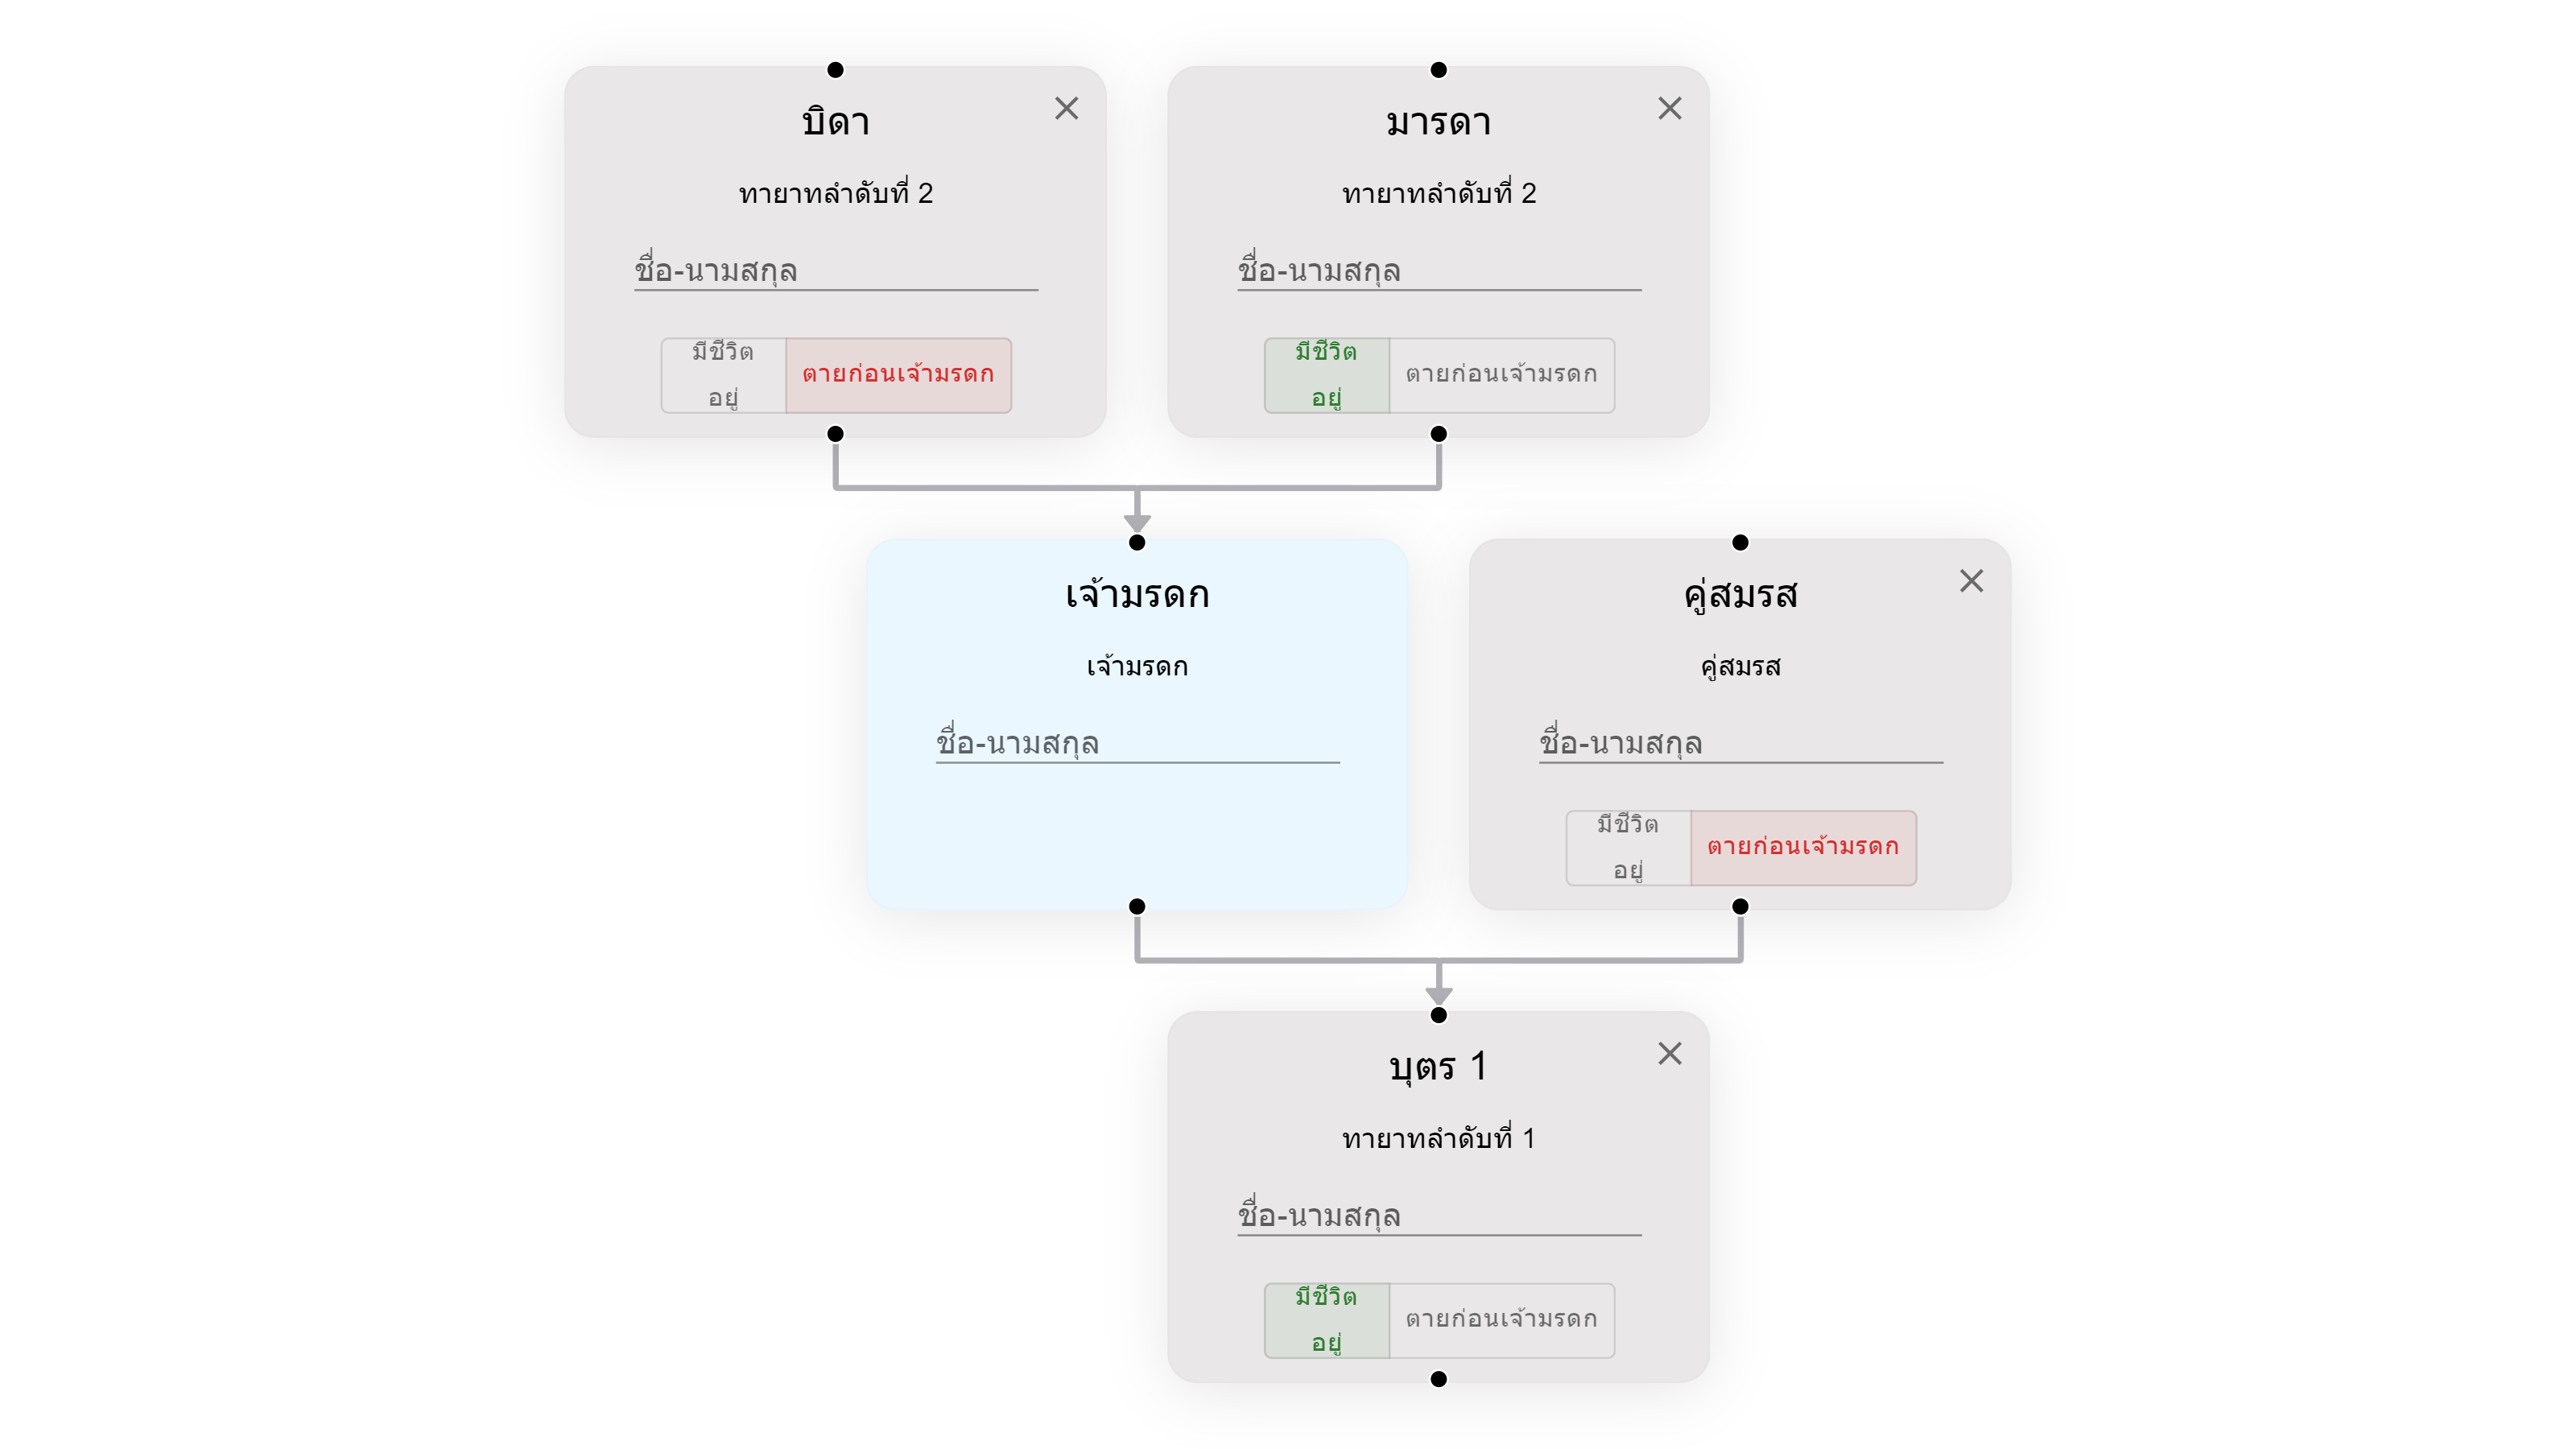 บิดา
ทายาทลำดับที่ 2
ชื่อ-นามสกุล
มีชีวิต
อยู่
ตายก่อนเจ้ามรดก
มารดา
ทายาทลำดับที่ 2
ชื่อ-นามสกุล
มีชีวิต
อยู่
ตายก่อนเจ้ามรดก
เจ้ามรดก
เจ้ามรดก
ชื่อ-นามสกุล
คู่สมรส
คู่สมรส
ชื่อ-นามสกุล
มีชีวิต
อยู่
ตายก่อนเจ้ามรดก
บุตร 1
ทายาทลำดับที่ 1
ชื่อ-นามสกุล
มีชีวิต
อยู่
ตายก่อนเจ้ามรดก